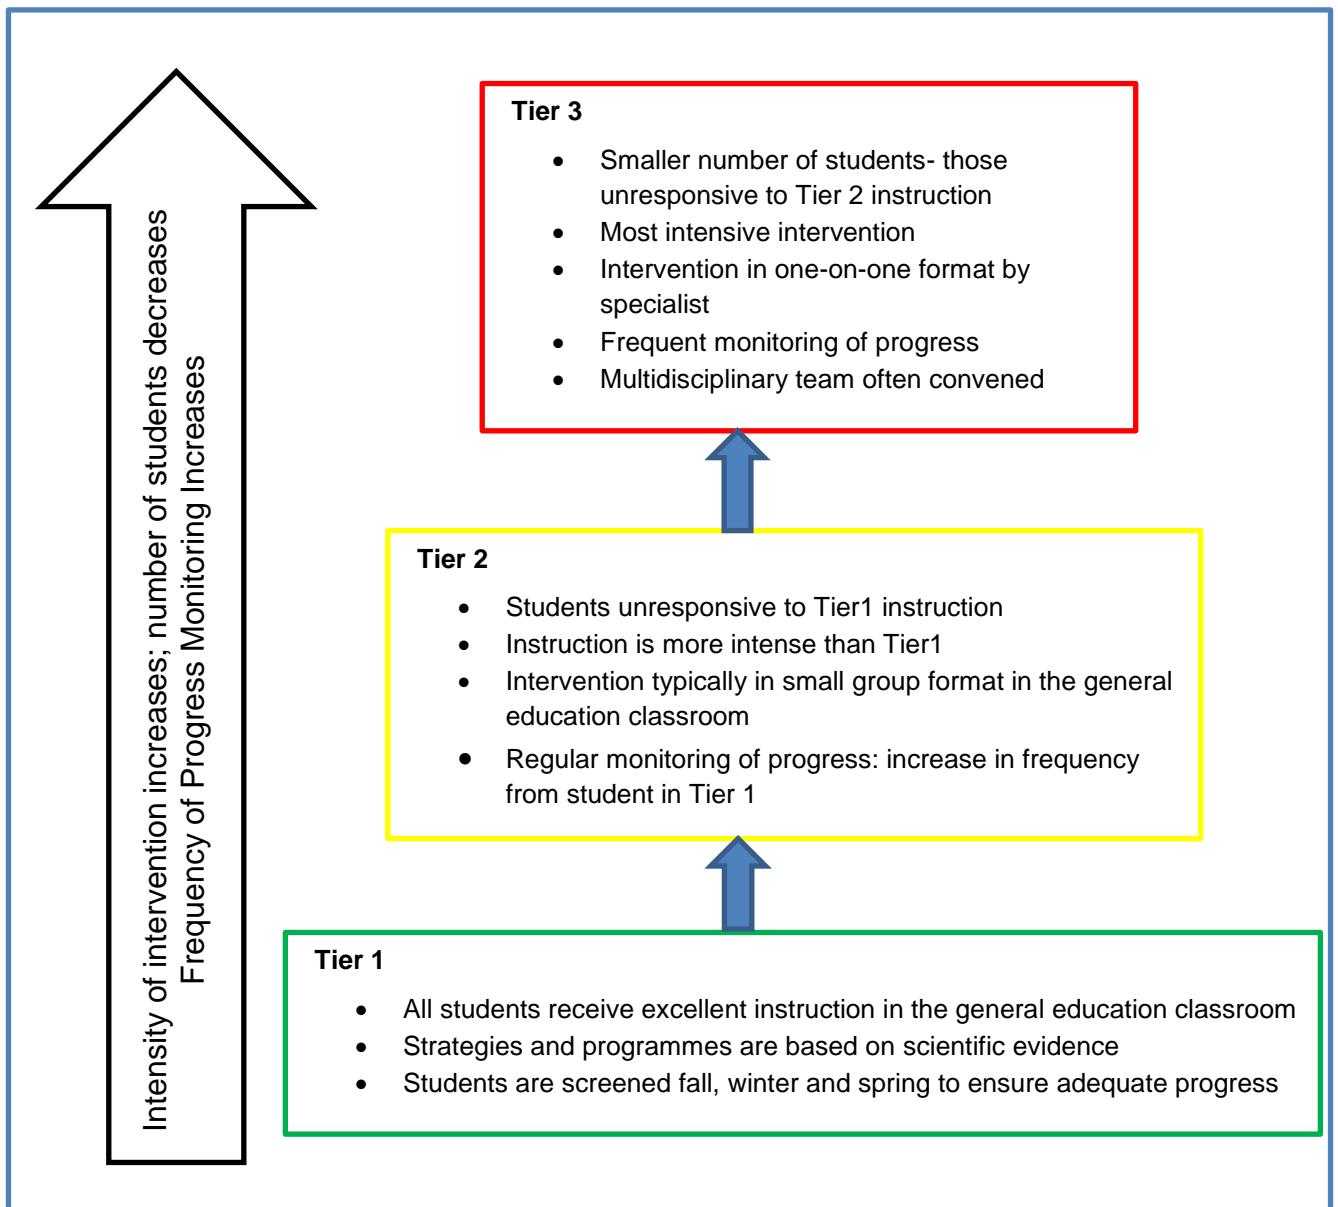 Intensity of intervention increases; number of students decreases
Frequency of Progress Monitoring Increases
Tier 3
• Smaller number of students- those
unresponsive to Tier 2 instruction
• Most intensive intervention
• Intervention in one-on-one format by
specialist
• Frequent monitoring of progress
• Multidisciplinary team often convened
Tier 2
• Students unresponsive to Tier1 instruction
• Instruction is more intense than Tier1
• Intervention typically in small group format in the general
education classroom
• Regular monitoring of progress: increase in frequency
from student in Tier 1
Tier 1
• All students receive excellent instruction in the general education classroom
• Strategies and programmes are based on scientific evidence
• Students are screened fall, winter and spring to ensure adequate progress